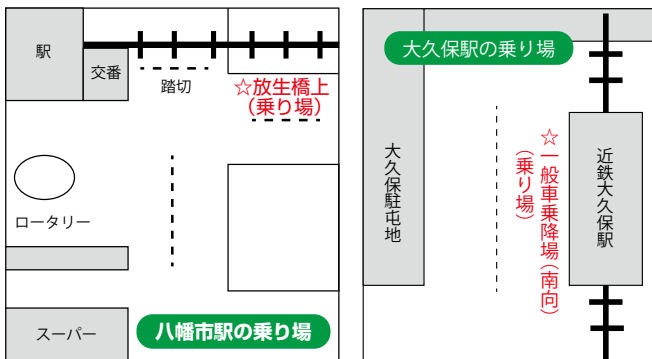 駅
交番
踏切
☆放生橋上
(乗り場)
ロータリー
スーパー
八幡市駅の乗り場
大久保駅の乗り場
大久保駐屯地
☆一般車乗降場(南向)
(乗り場)
近鉄大久保駅